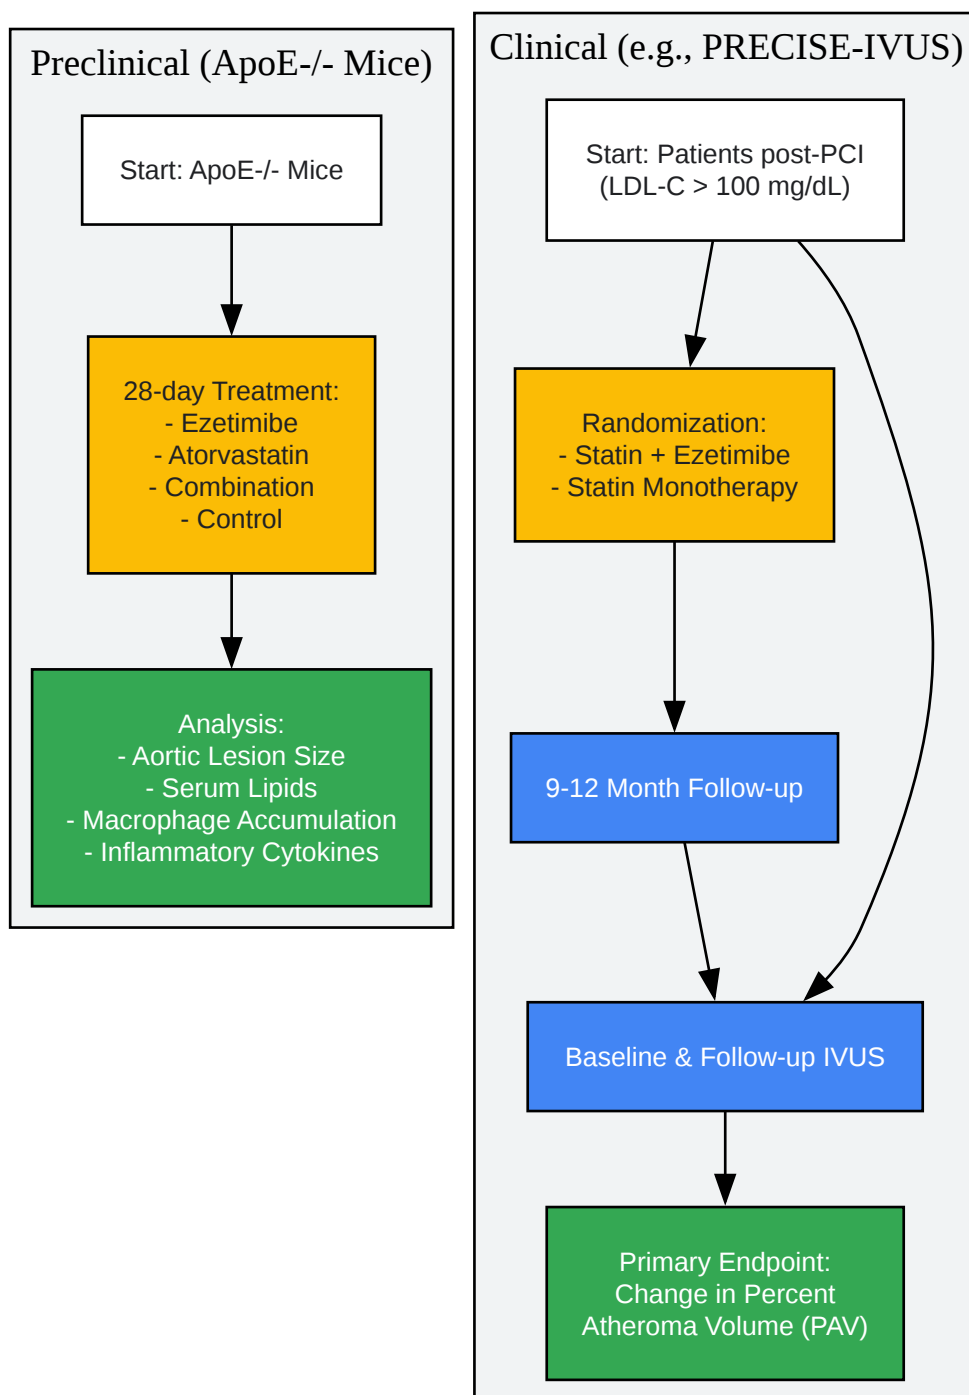 Preclinical (ApoE-/- Mice)
Start: ApoE-/- Mice
28-day Treatment:
- Ezetimibe
- Atorvastatin
- Combination
- Control
Analysis:
- Aortic Lesion Size
- Serum Lipids
- Macrophage Accumulation
- Inflammatory Cytokines
Clinical (e.g., PRECISE-IVUS)
Start: Patients post-PCI
(LDL-C > 100 mg/dL)
Randomization:
- Statin + Ezetimibe
- Statin Monotherapy
9-12 Month Follow-up
Baseline & Follow-up IVUS
Primary Endpoint:
Change in Percent
Atheroma Volume (PAV)